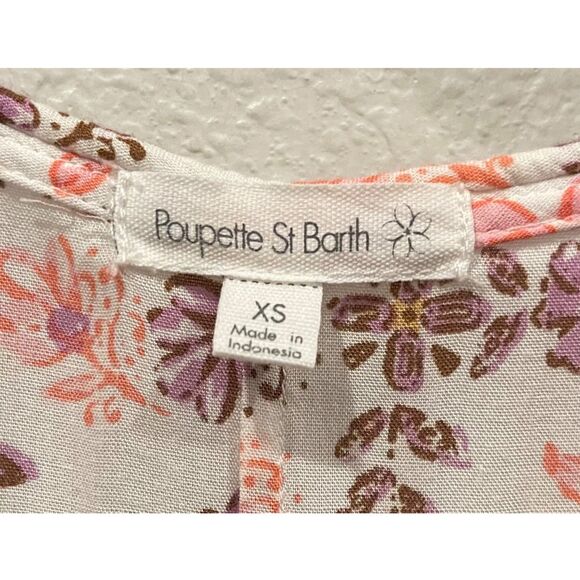 Poupette St Barth
XS
Made in
Indonesia